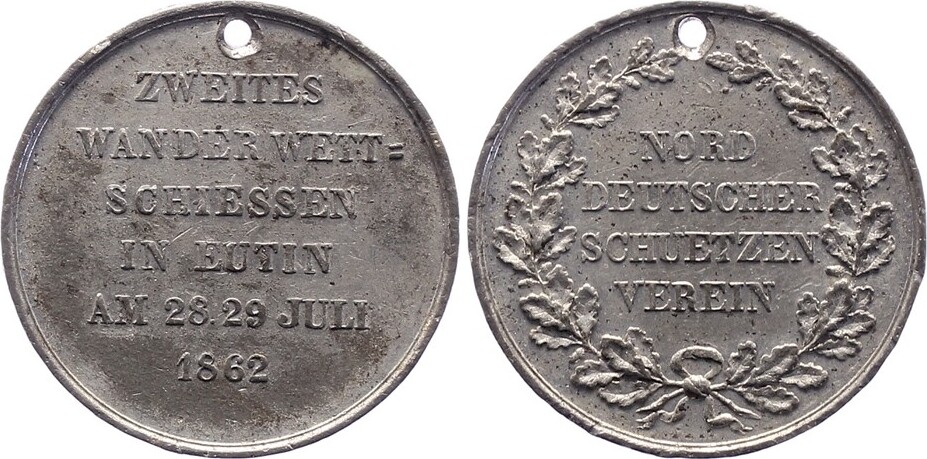 ZWEITES
WANDER WETT=
SCHIESSEN
IN EUTIN
AM 28.29 JULI
1862
NORD
DEUTSCHER
SCHUETZEN
VEREIN